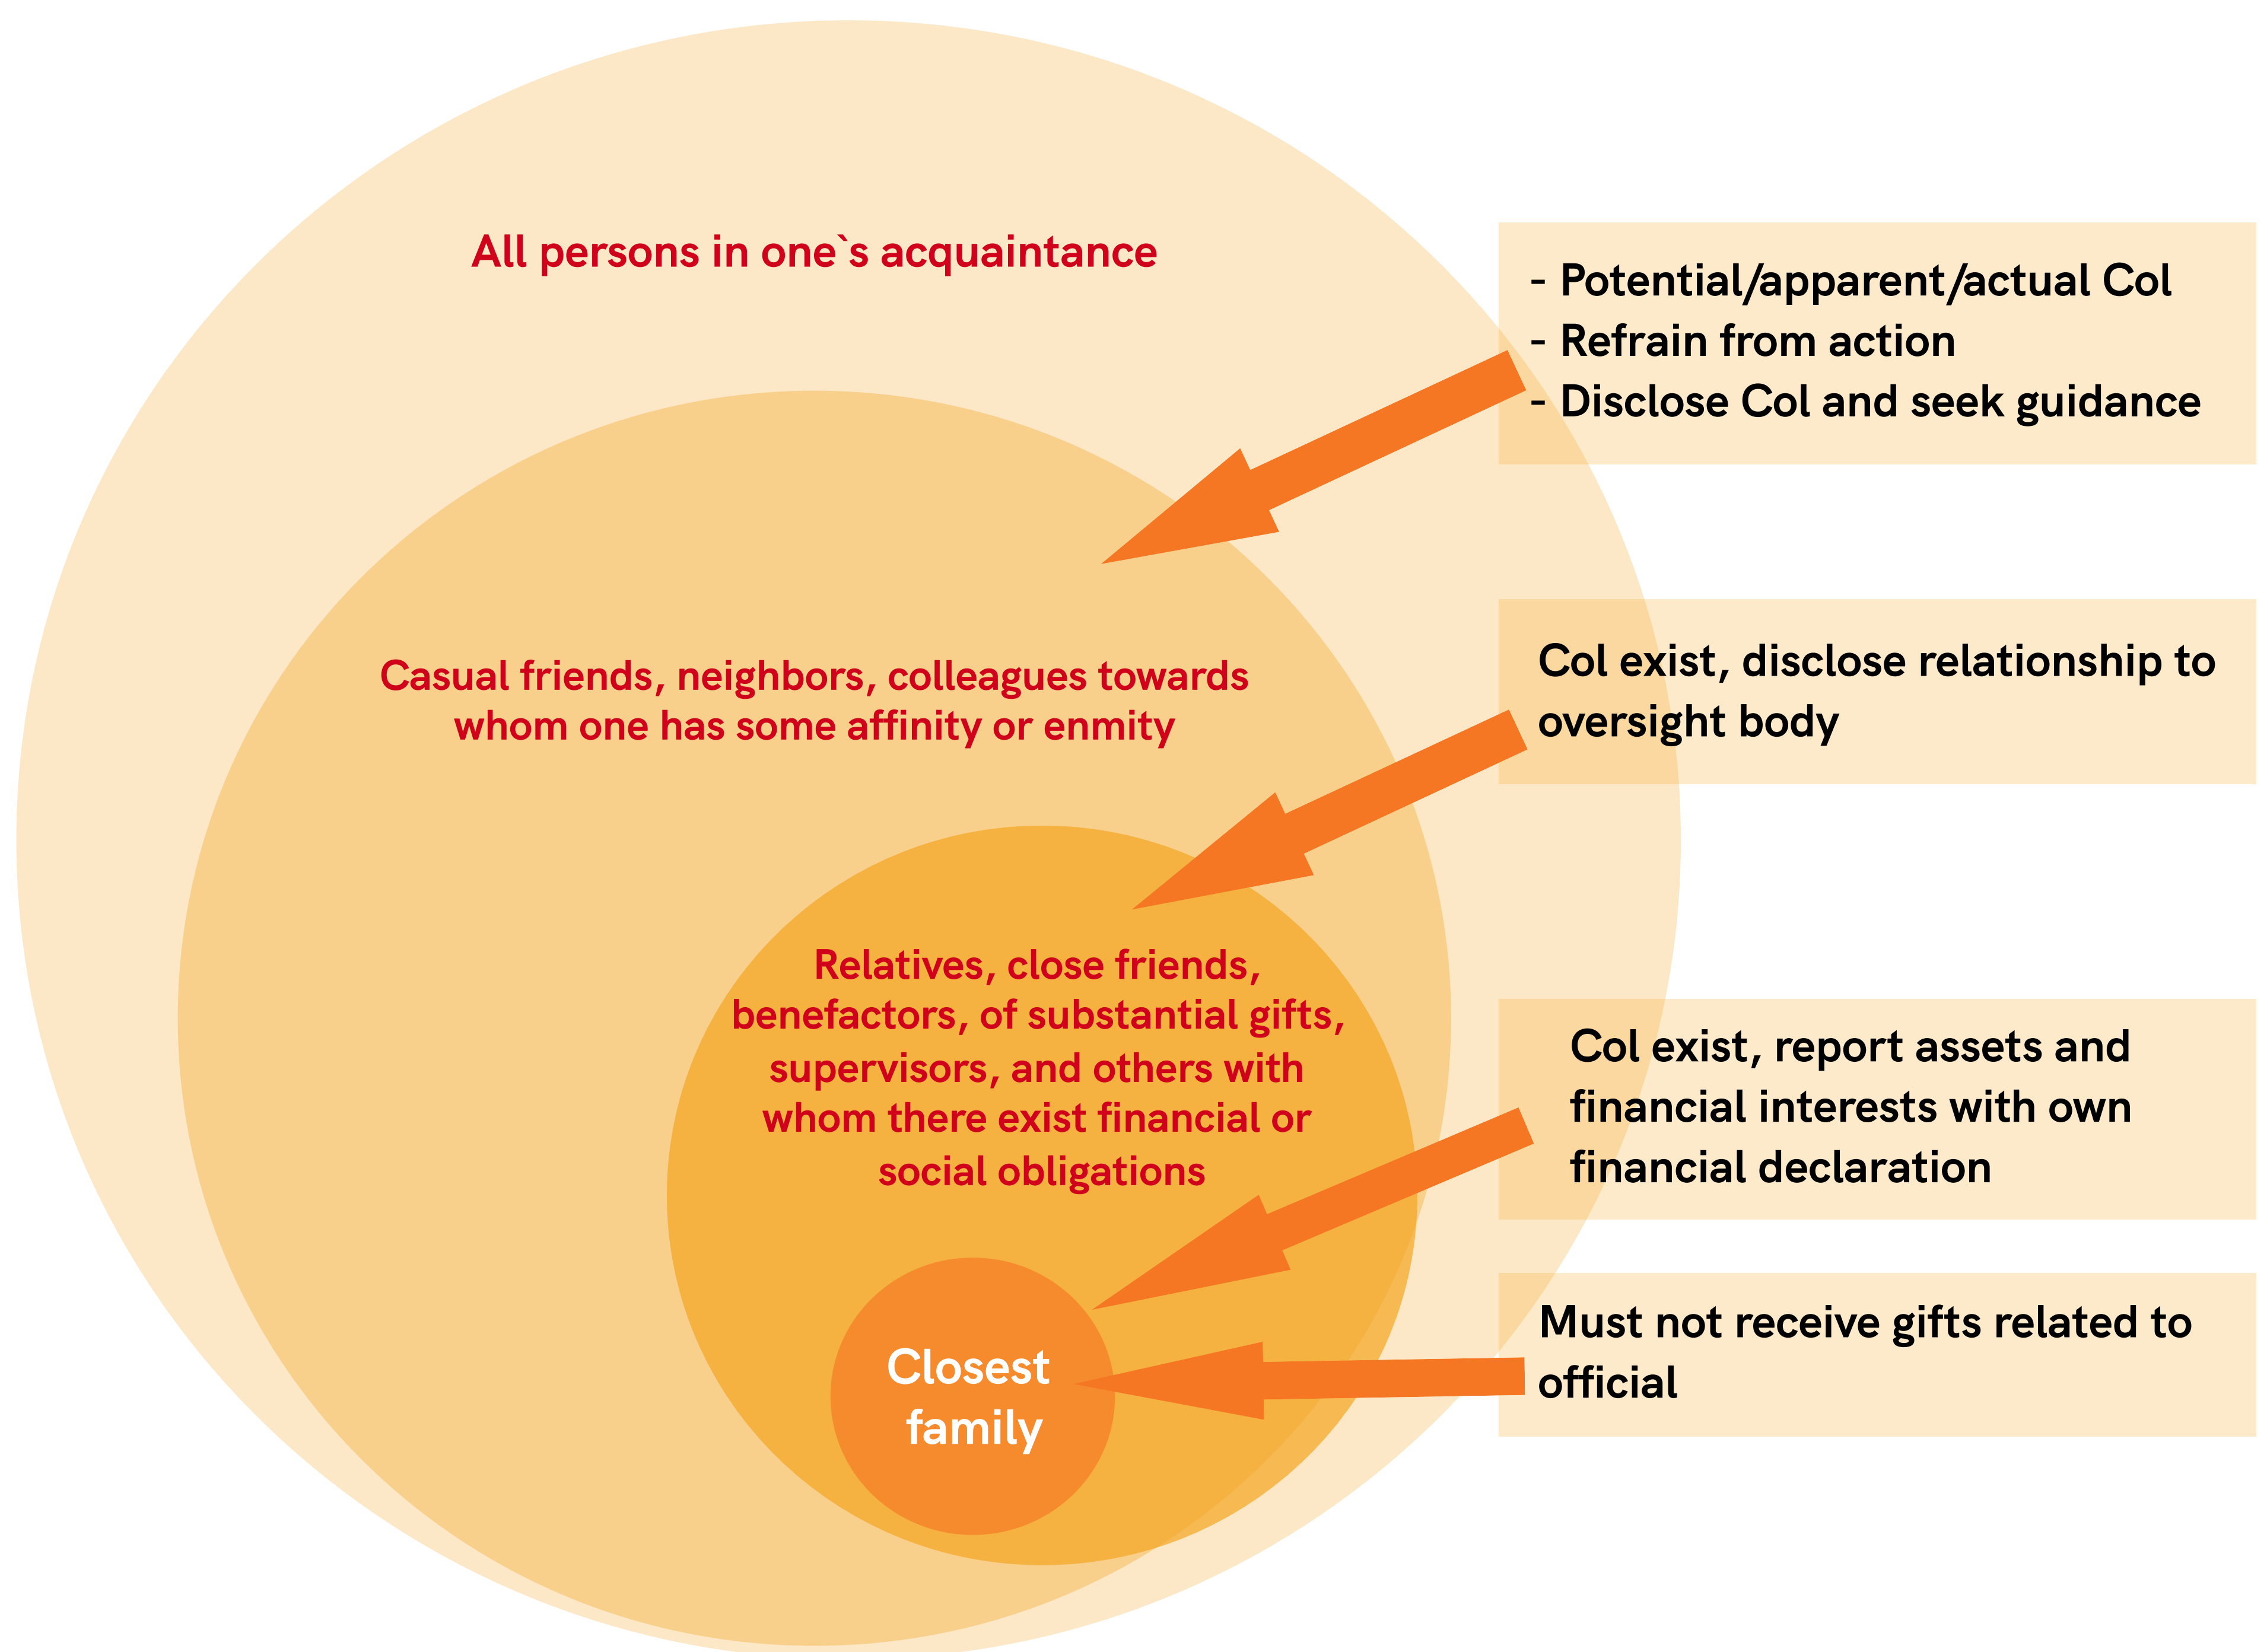 All persons in one`s acquaintance
- Potential/apparent/actual CoI
- Refrain from action
- Disclose CoI and seek guidance
Casual friends, neighbors, colleagues towards
whom one has some affinity or enmity
CoI exist, disclose relationship to
oversight body
Relatives, close friends,
benefactors, of substantial gifts,
supervisors, and others with
whom there exist financial or
social obligations
CoI exist, report assets and
financial interests with own
financial declaration
Closest
family
Must not receive gifts related to
official